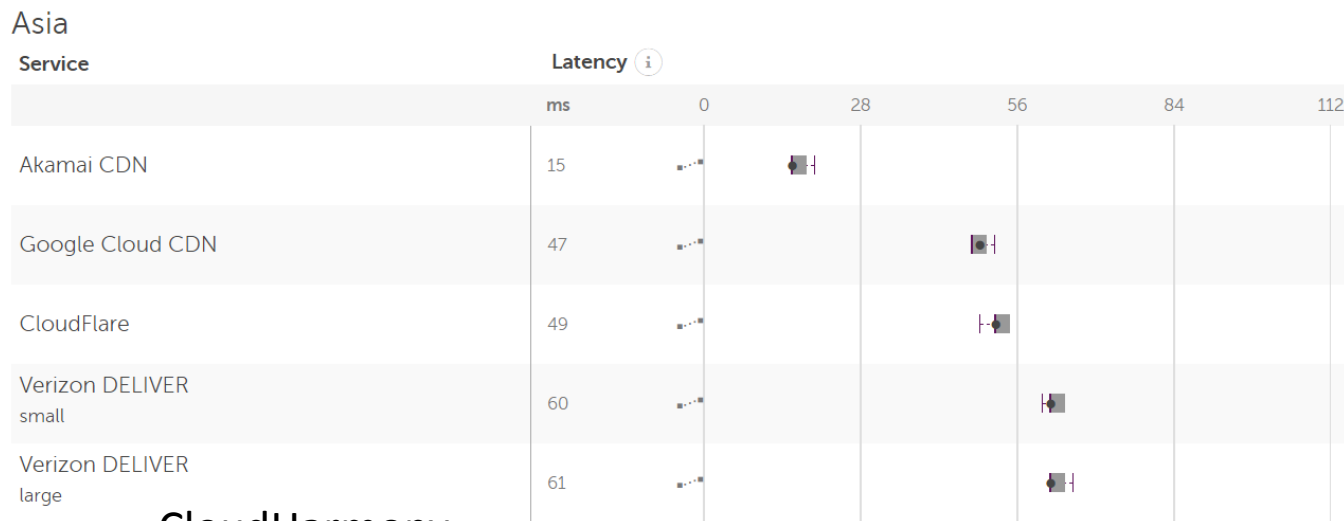 Asia
Service Latency i
ms 0 28 56 84 112
Akamai CDN 15
Google Cloud CDN 47
CloudFlare 49
Verizon DELIVER
small 60
Verizon DELIVER
large 61
CloudHarmony